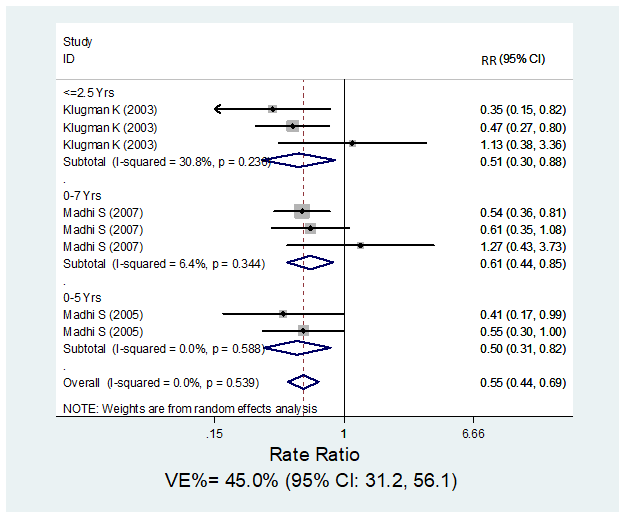 Study
ID RR (95% CI)
<=2.5 Yrs
Klugman K (2003) 0.35 (0.15, 0.82)
Klugman K (2003) 0.47 (0.27, 0.80)
Klugman K (2003) 1.13 (0.38, 3.36)
Subtotal (I-squared = 30.8%, p = 0.236) 0.51 (0.30, 0.88)
.
0-7 Yrs
Madhi S (2007) 0.54 (0.36, 0.81)
Madhi S (2007) 0.61 (0.35, 1.08)
Madhi S (2007) 1.27 (0.43, 3.73)
Subtotal (I-squared = 6.4%, p = 0.344) 0.61 (0.44, 0.85)
.
0-5 Yrs
Madhi S (2005) 0.41 (0.17, 0.99)
Madhi S (2005) 0.55 (0.30, 1.00)
Subtotal (I-squared = 0.0%, p = 0.588) 0.50 (0.31, 0.82)
.
Overall (I-squared = 0.0%, p = 0.539) 0.55 (0.44, 0.69)
NOTE: Weights are from random effects analysis
.15 1 6.66
Rate Ratio
VE%= 45.0% (95% CI: 31.2, 56.1)